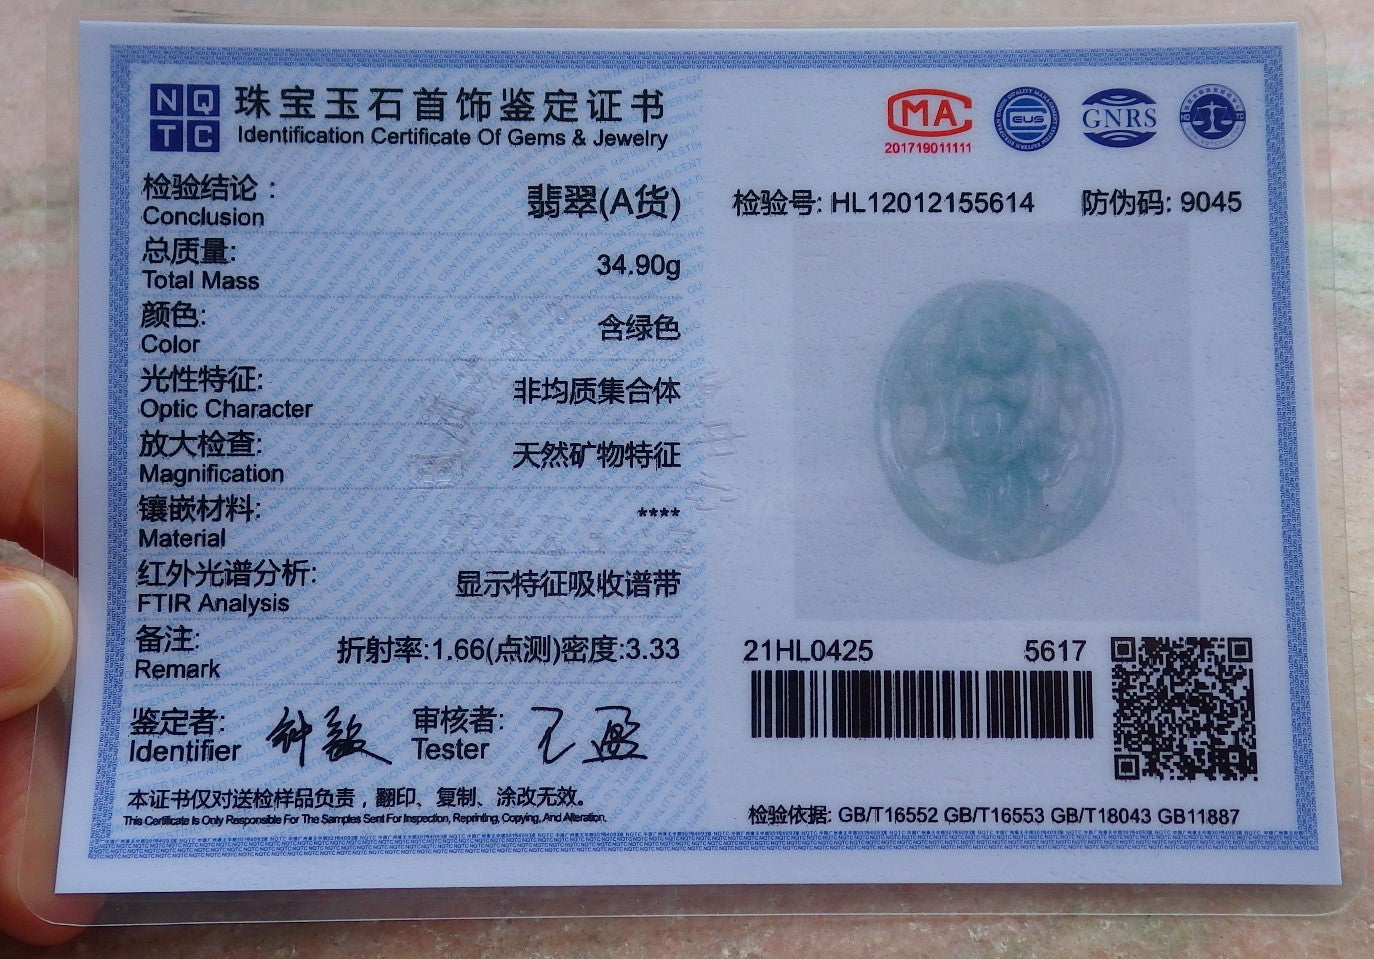 NQ
TC
珠宝玉石首饰鉴定证书
Identification Certificate Of Gems & Jewelry
检验结论：
Conclusion
翡翠(A货)
总质量:
Total Mass
34.90g
颜色:
Color
含绿色
光性特征:
Optic Character
非均质集合体
放大检查:
Magnification
天然矿物特征
镶嵌材料:
Material
****
红外光谱分析:
FTIR Analysis
显示特征吸收谱带
备注:
Remark
折射率:1.66(点测)密度:3.33
鉴定者:
Identifier
审核者:
Tester
本证书仅对送检样品负责，翻印、复制、涂改无效。
This Certificate Is Only Responsible For The Samples Sent For Inspection, Reprinting, Copying, And Alteration.
MA
201719011111
EUS
GNRS
检验号: HL12012155614
防伪码: 9045
21HL0425
5617
检验依据: GB/T16552 GB/T16553 GB/T18043 GB11887